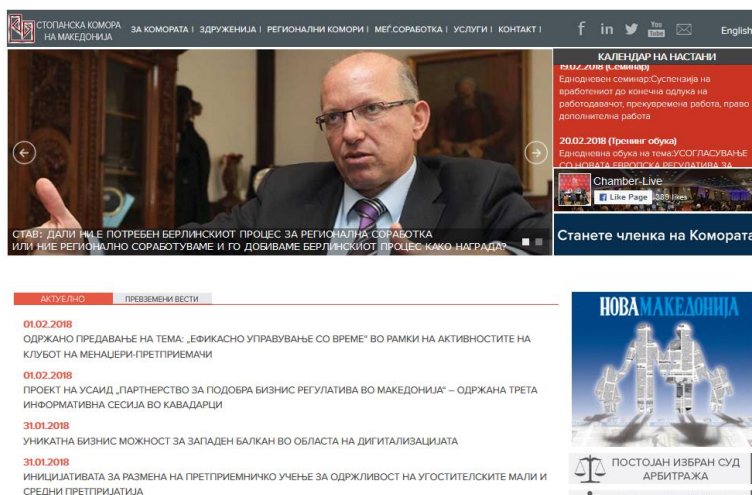 СТОПАНСКА КОМОРА
НА МАКЕДОНИЈА
ЗА КОМОРАТА | ЗДРУЖЕНИЈА | РЕГИОНАЛНИ КОМОРИ | МЕЃ.СОРАБОТКА | УСЛУГИ | КОНТАКТ |
You Tube
English
КАЛЕНДАР НА НАСТАНИ
19.02.2018 (Семинар)
Еднодневен семинар:Суспензија на
вработениот до конечна одлука на
работодавачот, прекувремена работа, право
дополнителна работа
20.02.2018 (Тренинг обука)
Еднодневна обука на тема:УСОГЛАСУВАЊЕ
СО НОВАТА ЕВРОПСКА РЕГУЛАТИВА ЗА
Chamber-Live
Like Page
889 likes
Станете членка на Комората
СТАВ: ДАЛИ НИ Е ПОТРЕБЕН БЕРЛИНСКИОТ ПРОЦЕС ЗА РЕГИОНАЛНА СОРАБОТКА
ИЛИ НИЕ РЕГИОНАЛНО СОРАБОТУВАМЕ И ГО ДОБИВАМЕ БЕРЛИНСКИОТ ПРОЦЕС КАКО НАГРАДА?
АКТУЕЛНО
ПРЕВЗЕМЕНИ ВЕСТИ
01.02.2018
ОДРЖАНО ПРЕДАВАЊЕ НА ТЕМА: „ЕФИКАСНО УПРАВУВАЊЕ СО ВРЕМЕ“ ВО РАМКИ НА АКТИВНОСТИТЕ НА
КЛУБОТ НА МЕНАЏЕРИ-ПРЕТПРИЕМАЧИ
01.02.2018
ПРОЕКТ НА УСАИД „ПАРТНЕРСТВО ЗА ПОДОБРА БИЗНИС РЕГУЛАТИВА ВО МАКЕДОНИЈА“ – ОДРЖАНА ТРЕТА
ИНФОРМАТИВНА СЕСИЈА ВО КАВАДАРЦИ
31.01.2018
УНИКАТНА БИЗНИС МОЖНОСТ ЗА ЗАПАДЕН БАЛКАН ВО ОБЛАСТА НА ДИГИТАЛИЗАЦИЈАТА
31.01.2018
ИНИЦИЈАТИВАТА ЗА РАЗМЕНА НА ПРЕТПРИЕМНИЧКО УЧЕЊЕ ЗА ОДРЖЛИВОСТ НА УГОСТИТЕЛСКИТЕ МАЛИ И
СРЕДНИ ПРЕТПРИЈАТИЈА
НОВА МАКЕДОНИЈА
ПОСТОЈАН ИЗБРАН СУД
АРБИТРАЖА